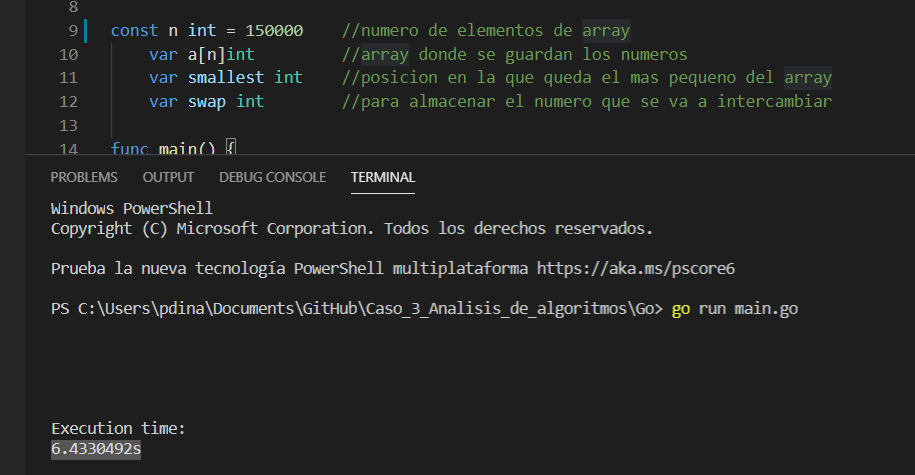 8
9 const n int = 150000 //numero de elementos de array
10 var a[n]int //array donde se guardan los numeros
11 var smallest int //posicion en la que queda el mas pequeno del array
12 var swap int //para almacenar el numero que se va a intercambiar
13
14 func main() {
PROBLEMS OUTPUT DEBUG CONSOLE TERMINAL
Windows PowerShell
Copyright (C) Microsoft Corporation. Todos los derechos reservados.
Prueba la nueva tecnología PowerShell multiplataforma https://aka.ms/pscore6
PS C:\Users\pdina\Documents\GitHub\Caso_3_Analisis_de_algoritmos\Go> go run main.go
Execution time:
6.4330492s